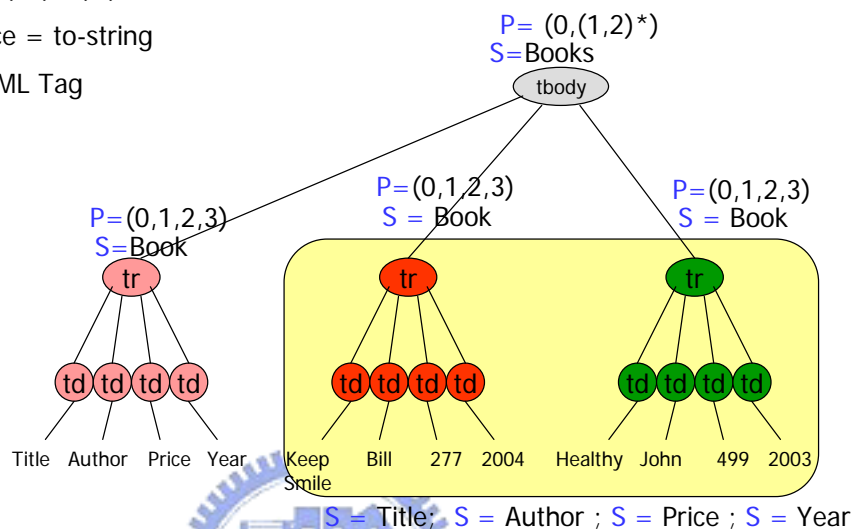 P= (0,(1,2)*)
ce = to-string
S=Books
ML Tag
tbody
P=(0,1,2,3)
S=Book
P=(0,1,2,3)
S = Book
P=(0,1,2,3)
S = Book
tr
tr
tr
td td td td
td td td td
td td td td
Title Author Price Year
Keep Smile Bill 277 2004
Healthy John 499 2003
S = Title; S = Author ; S = Price ; S = Year